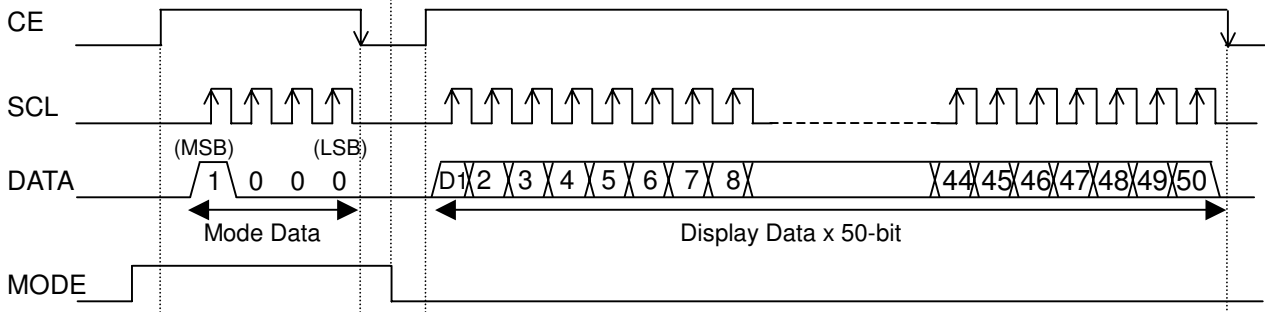 CE
SCL
(MSB) (LSB)
DATA 1 0 0 0 D1 2 3 4 5 6 7 8 44 45 46 47 48 49 50
Mode Data Display Data x 50-bit
MODE